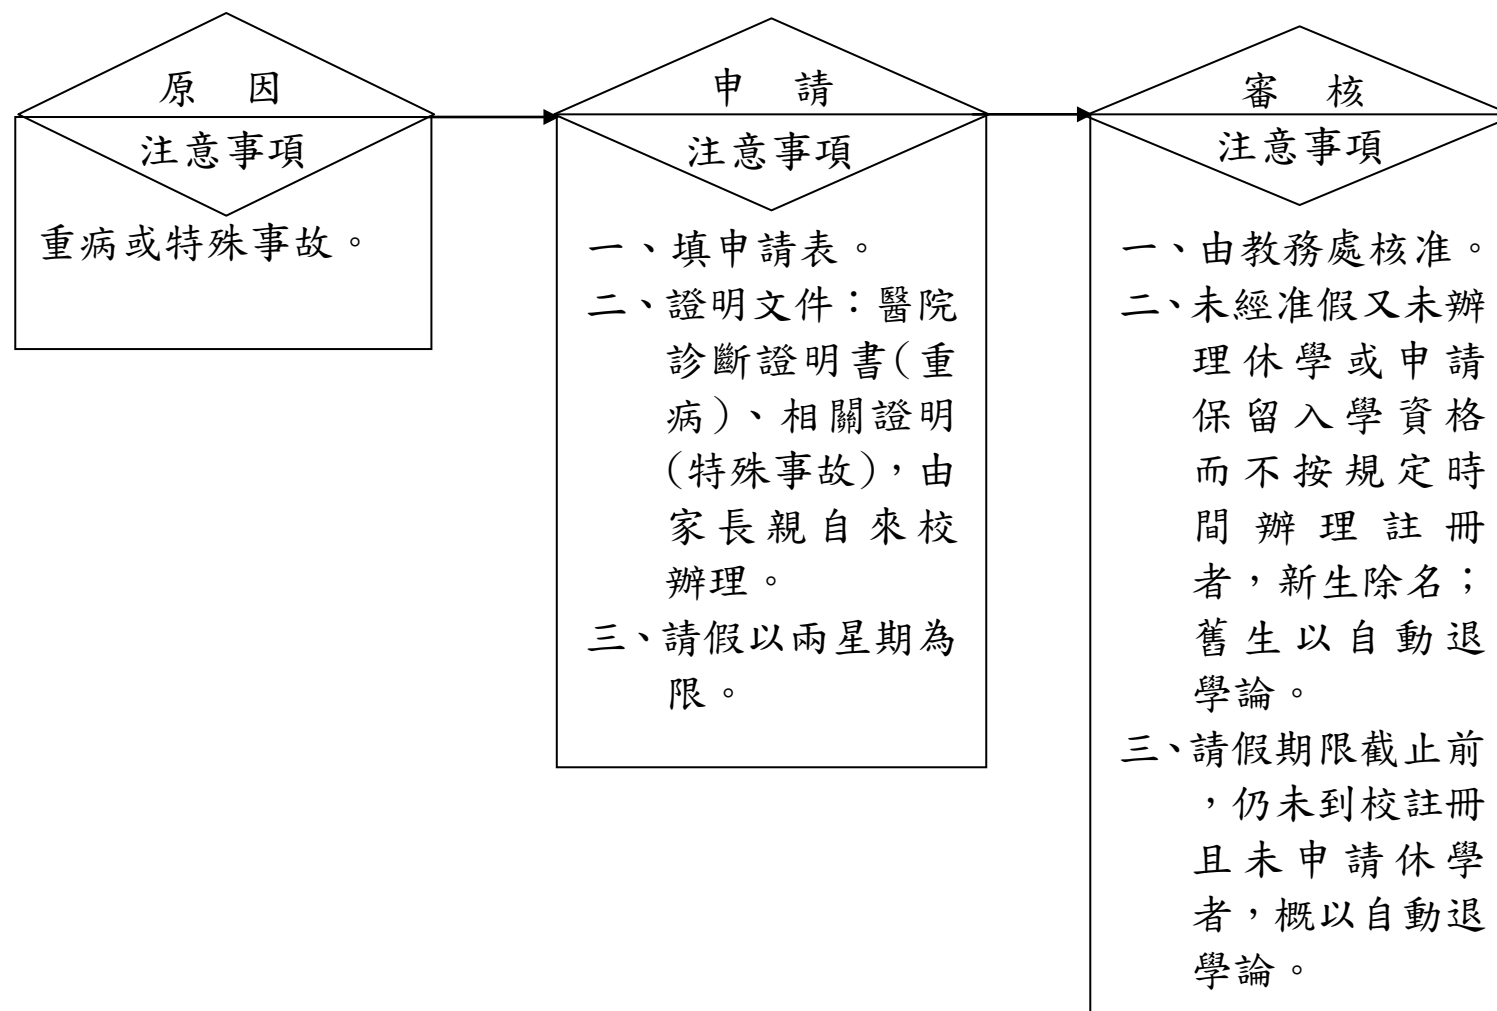 原　因
注意事項
重病或特殊事故。
申　請
注意事項
一、填申請表。
二、證明文件：醫院
診斷證明書(重
病)、相關證明
(特殊事故)，由
家長親自來校
辦理。
三、請假以兩星期為
限。
審　核
注意事項
一、由教務處核准。
二、未經准假又未辦
理休學或申請
保留入學資格
而不按規定時
間辦理註冊
者，新生除名；
舊生以自動退
學論。
三、請假期限截止前
，仍未到校註冊
且未申請休學
者，概以自動退
學論。